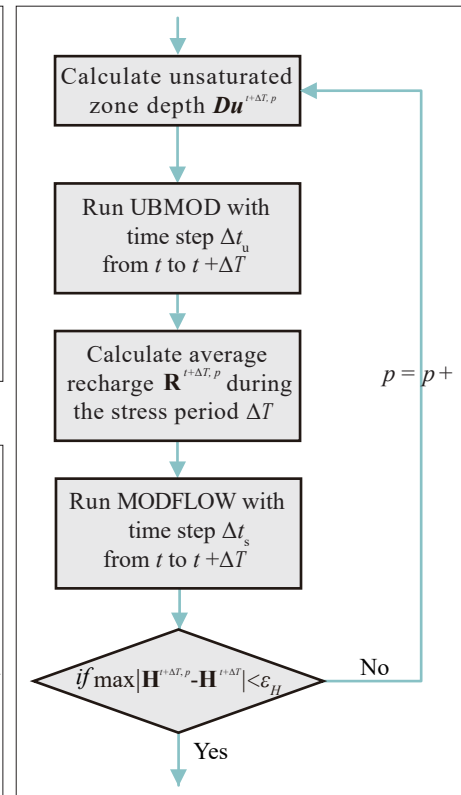 Calculate unsaturated
zone depth Du^{t+ΔT, p}
Run UBMOD with
time step Δt_u
from t to t +ΔT
Calculate average
recharge R^{t+ΔT, p} during
the stress period ΔT
p = p +
Run MODFLOW with
time step Δt_s
from t to t +ΔT
if max|H^{t+ΔT, p}-H^{t+ΔT}|<ε_H
No
Yes